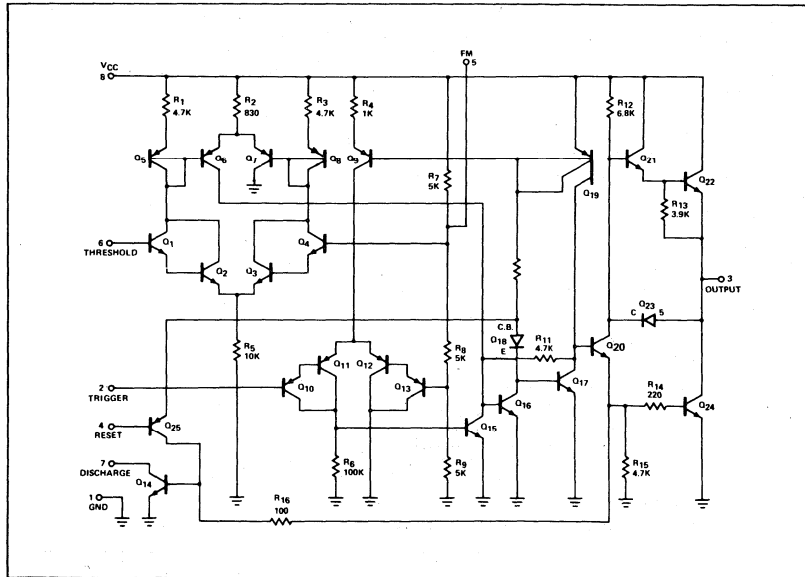 FM
5
VCC
8
R1
4.7K
R2
830
R3
4.7K
R4
1K
R12
6.8K
Q5
Q6
Q7
Q8
Q9
Q19
Q21
Q22
R7
5K
R13
3.9K
6
THRESHOLD
Q1
Q2
Q3
Q4
3
OUTPUT
Q23
C
5
C.B.
Q18
E
R5
10K
R8
5K
R11
4.7K
Q20
Q11
Q12
Q17
2
TRIGGER
Q10
Q13
Q16
R14
220
Q24
4
RESET
Q25
Q15
7
DISCHARGE
Q14
R6
100K
R9
5K
R15
4.7K
1
GND
R16
100